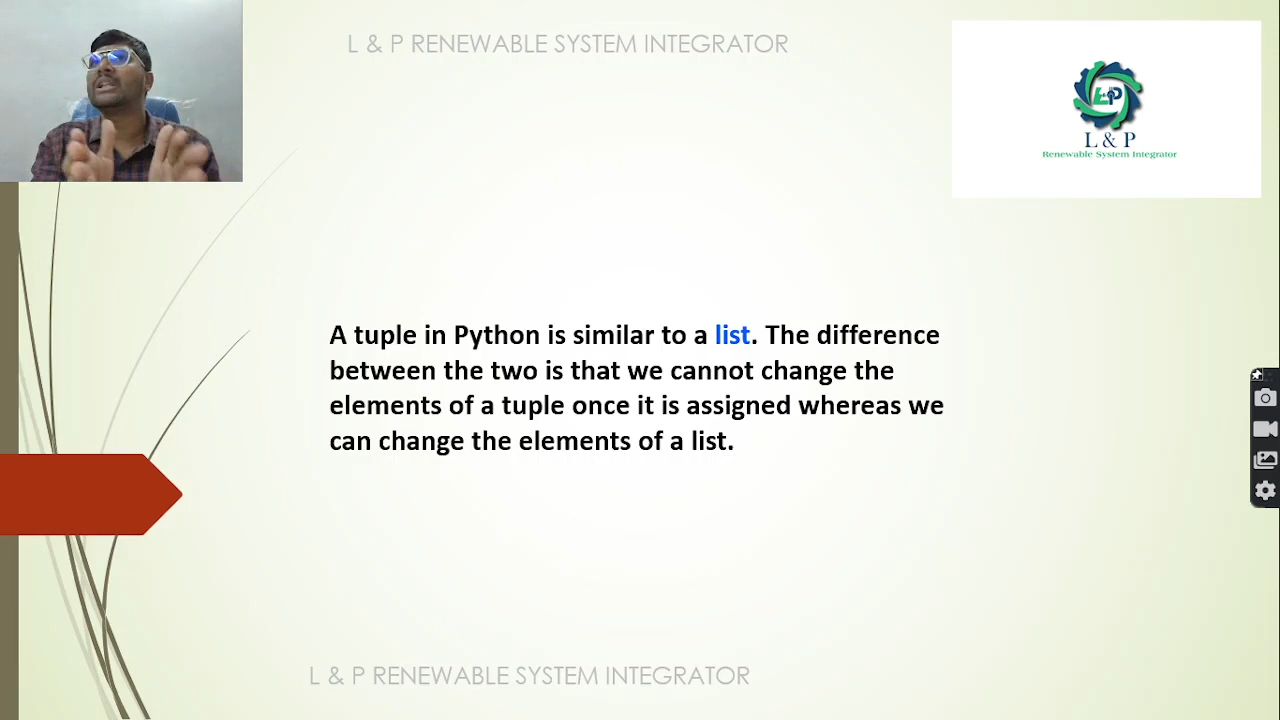 L & P RENEWABLE SYSTEM INTEGRATOR
L & P
L & P
Renewable System Integrator
A tuple in Python is similar to a list. The difference
between the two is that we cannot change the
elements of a tuple once it is assigned whereas we
can change the elements of a list.
L & P RENEWABLE SYSTEM INTEGRATOR